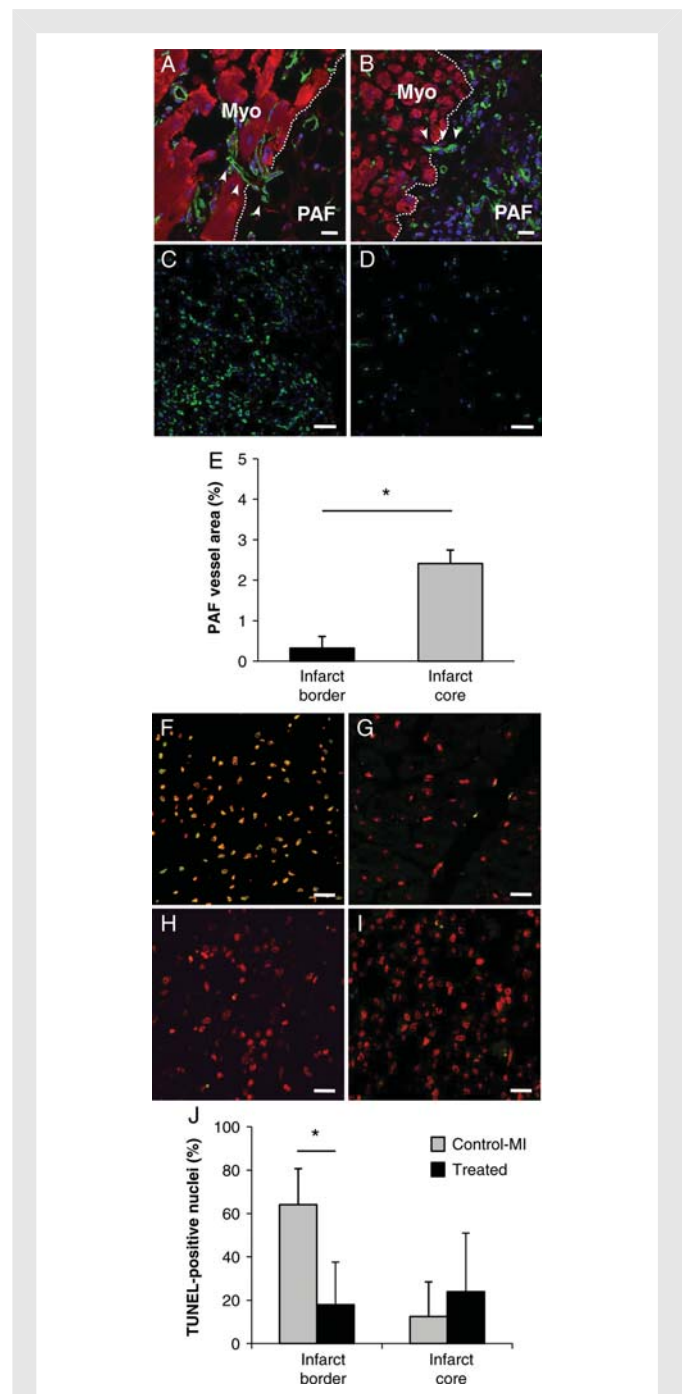 A
B
Myo
Myo
PAF
PAF
C
D
E
PAF vessel area (%)
5
4
3
2
1
0
*
Infarct border
Infarct core
F
G
H
I
J
TUNEL-positive nuclei (%)
100
80
60
40
20
0
*
Control-MI
Treated
Infarct border
Infarct core